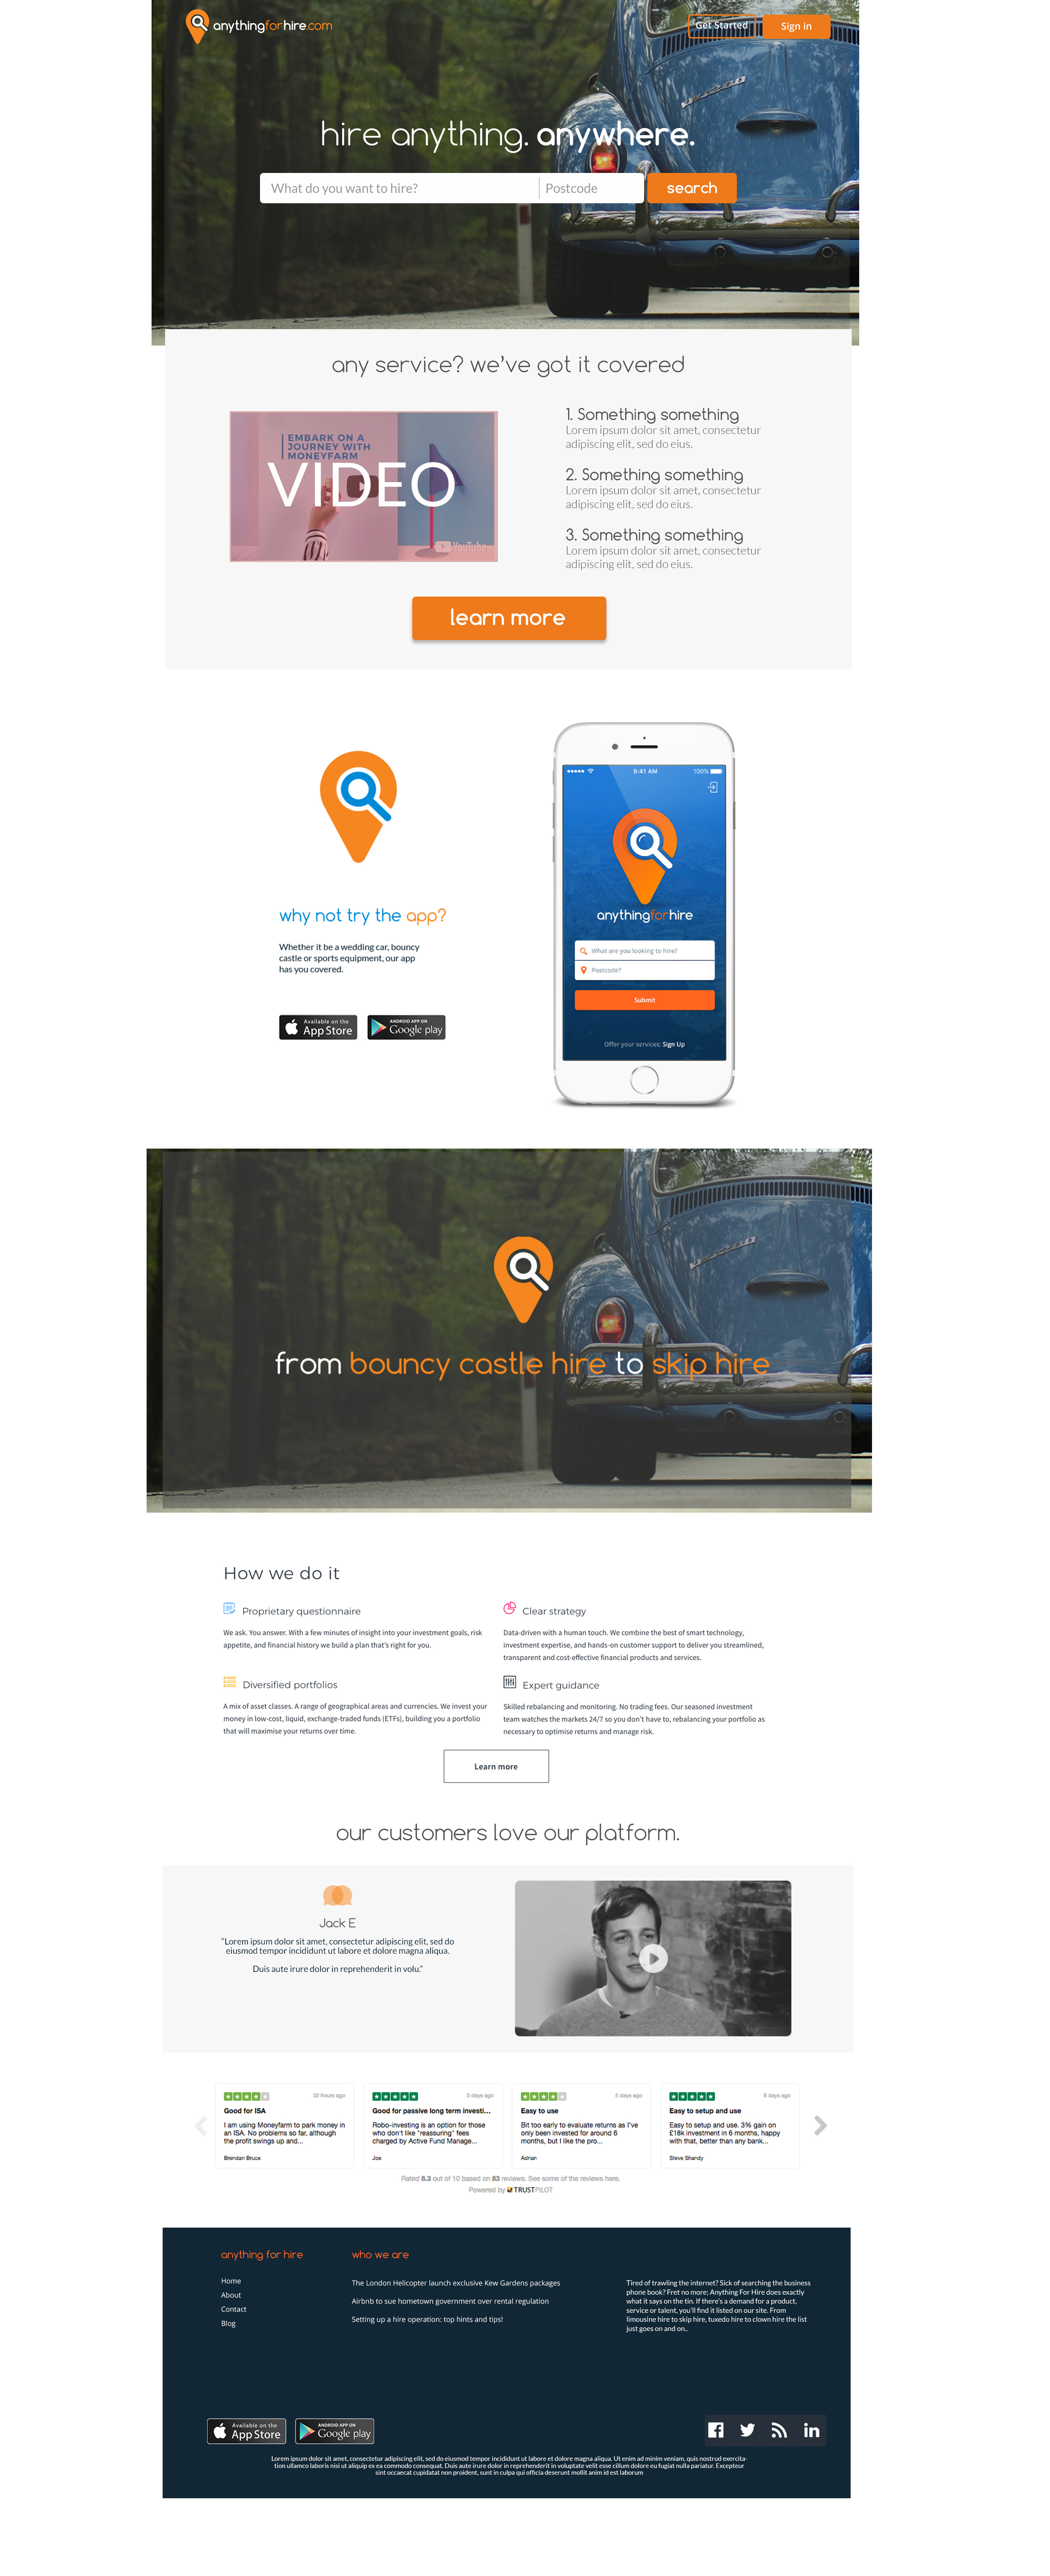 anythingforhire.com
Get Started
Sign in
hire anything. anywhere.
What do you want to hire?
Postcode
search
any service? we've got it covered
EMBARK ON A
JOURNEY WITH
MONEYFARM
VIDEO
YouTube
1. Something something
Lorem ipsum dolor sit amet, consectetur
adipiscing elit, sed do eius.
2. Something something
Lorem ipsum dolor sit amet, consectetur
adipiscing elit, sed do eius.
3. Something something
Lorem ipsum dolor sit amet, consectetur
adipiscing elit, sed do eius.
learn more
9:41 AM
100%
anythingforhire
What are you looking to hire?
Postcode?
Submit
Offer your services: Sign Up
why not try the app?
Whether it be a wedding car, bouncy
castle or sports equipment, our app
has you covered.
Available on the
App Store
ANDROID APP ON
Google play
from bouncy castle hire to skip hire
How we do it
Proprietary questionnaire
We ask. You answer. With a few minutes of insight into your investment goals, risk
appetite, and financial history we build a plan that's right for you.
Clear strategy
Data-driven with a human touch. We combine the best of smart technology,
investment expertise, and hands-on customer support to deliver you streamlined,
transparent and cost-effective financial products and services.
Diversified portfolios
A mix of asset classes. A range of geographical areas and currencies. We invest your
money in low-cost, liquid, exchange-traded funds (ETFs), building you a portfolio
that will maximise your returns over time.
Expert guidance
Skilled rebalancing and monitoring. No trading fees. Our seasoned investment
team watches the markets 24/7 so you don't have to, rebalancing your portfolio as
necessary to optimise returns and manage risk.
Learn more
our customers love our platform.
Jack E
"Lorem ipsum dolor sit amet, consectetur adipiscing elit, sed do
eiusmod tempor incididunt ut labore et dolore magna aliqua.
Duis aute irure dolor in reprehenderit in volu."
32 hours ago
Good for ISA
I am using Moneyfarm to park money in
an ISA. No problems so far, although
the profit swings up and...
Brendan Bruce
5 days ago
Good for passive long term investi...
Robo-investing is an option for those
who don't like "reassuring" fees
charged by Active Fund Manage...
Joe
5 days ago
Easy to use
Bit too early to evaluate returns as I've
only been invested for around 6
months, but I like the pro...
Adrian
6 days ago
Easy to setup and use
Easy to setup and use. 3% gain on
£18k investment in 6 months, happy
with that, better than any bank...
Steve Shandy
Rated 8.3 out of 10 based on 83 reviews. See some of the reviews here.
Powered by TRUSTPILOT
anything for hire
Home
About
Contact
Blog
who we are
The London Helicopter launch exclusive Kew Gardens packages
Airbnb to sue hometown government over rental regulation
Setting up a hire operation: top hints and tips!
Tired of trawling the internet? Sick of searching the business
phone book? Fret no more; Anything For Hire does exactly
what it says on the tin. If there's a demand for a product,
service or talent, you'll find it listed on our site. From
limousine hire to skip hire, tuxedo hire to clown hire the list
just goes on and on..
Available on the
App Store
ANDROID APP ON
Google play
Lorem ipsum dolor sit amet, consectetur adipiscing elit, sed do eiusmod tempor incididunt ut labore et dolore magna aliqua. Ut enim ad minim veniam, quis nostrud exercita-
tion ullamco laboris nisi ut aliquip ex ea commodo consequat. Duis aute irure dolor in reprehenderit in voluptate velit esse cillum dolore eu fugiat nulla pariatur. Excepteur
sint occaecat cupidatat non proident, sunt in culpa qui officia deserunt mollit anim id est laborum